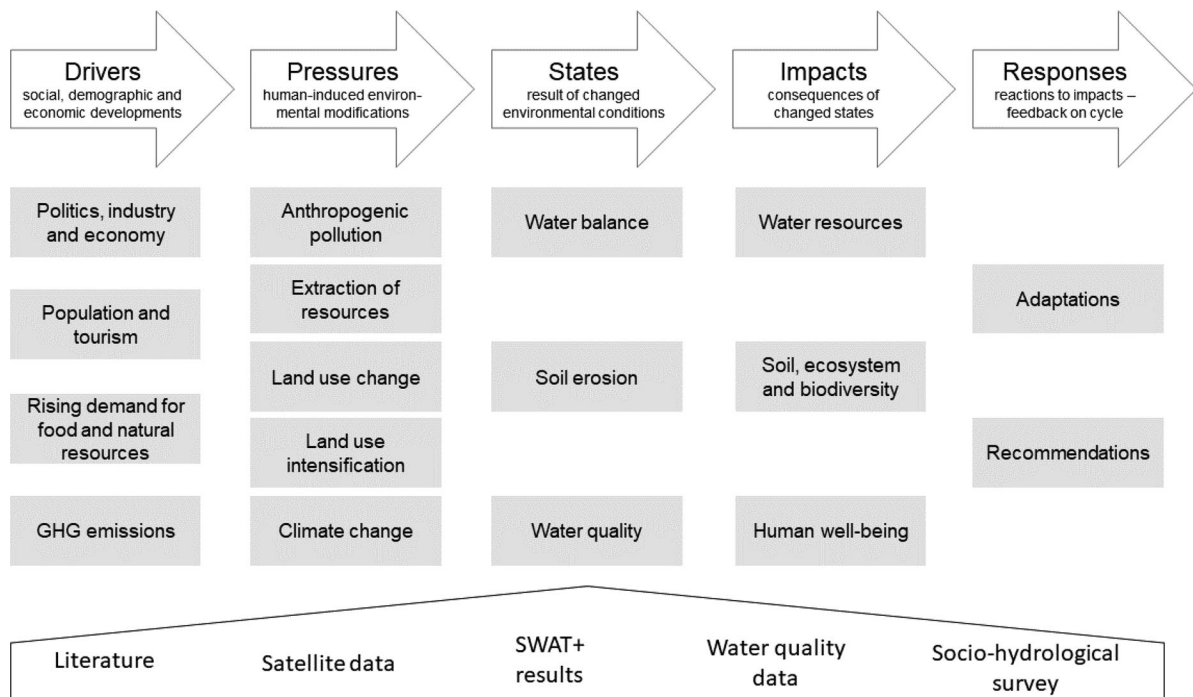 Drivers
social, demographic and
economic developments
Pressures
human-induced environ-
mental modifications
States
result of changed
environmental conditions
Impacts
consequences of
changed states
Responses
reactions to impacts –
feedback on cycle
Politics, industry
and economy
Population and
tourism
Rising demand for
food and natural
resources
GHG emissions
Anthropogenic
pollution
Extraction of
resources
Land use change
Land use
intensification
Climate change
Water balance
Soil erosion
Water quality
Water resources
Soil, ecosystem
and biodiversity
Human well-being
Adaptations
Recommendations
Literature
Satellite data
SWAT+
results
Water quality
data
Socio-hydrological
survey